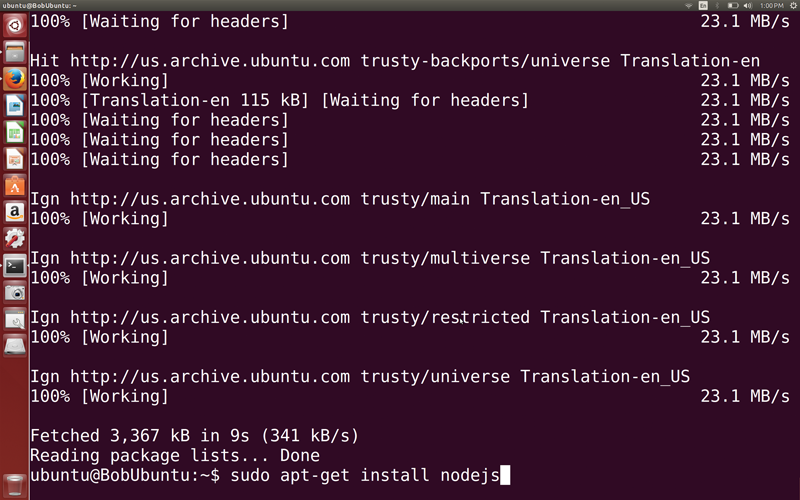 ubuntu@BobUbuntu: ~
En
1:00 PM
100% [Waiting for headers] 23.1 MB/s
Hit http://us.archive.ubuntu.com trusty-backports/universe Translation-en
100% [Working] 23.1 MB/s
100% [Translation-en 115 kB] [Waiting for headers] 23.1 MB/s
100% [Waiting for headers] 23.1 MB/s
100% [Waiting for headers] 23.1 MB/s
100% [Waiting for headers] 23.1 MB/s
Ign http://us.archive.ubuntu.com trusty/main Translation-en_US
100% [Working] 23.1 MB/s
Ign http://us.archive.ubuntu.com trusty/multiverse Translation-en_US
100% [Working] 23.1 MB/s
Ign http://us.archive.ubuntu.com trusty/restricted Translation-en_US
100% [Working] 23.1 MB/s
Ign http://us.archive.ubuntu.com trusty/universe Translation-en_US
100% [Working] 23.1 MB/s
Fetched 3,367 kB in 9s (341 kB/s)
Reading package lists... Done
ubuntu@BobUbuntu:~$ sudo apt-get install nodejs